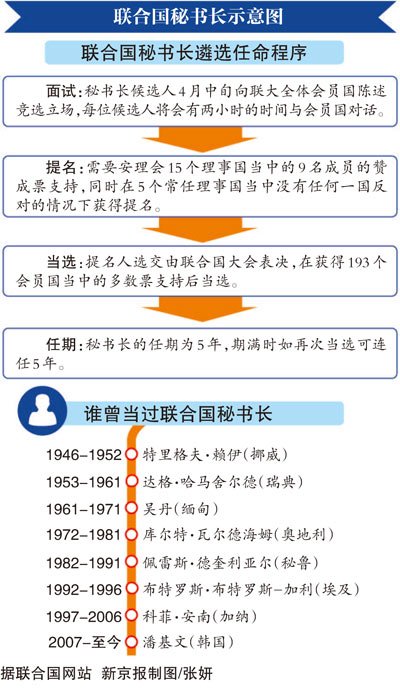 联合国秘书长示意图
联合国秘书长遴选任命程序
面试:秘书长候选人4月中旬向联大全体会员国陈述
竞选立场,每位候选人将会有两小时的时间与会员国对话。
提名:需要安理会15个理事国当中的9名成员的赞
成票支持,同时在5个常任理事国当中没有任何一国反
对的情况下获得提名。
当选:提名人选交由联合国大会表决,在获得193个
会员国当中的多数票支持后当选。
任期:秘书长的任期为5年,期满时如再次当选可连
任5年。
谁曾当过联合国秘书长
1946-1952 特里格夫·赖伊(挪威)
1953-1961 达格·哈马舍尔德(瑞典)
1961-1971 吴丹(缅甸)
1972-1981 库尔特·瓦尔德海姆(奥地利)
1982-1991 佩雷斯·德奎利亚尔(秘鲁)
1992-1996 布特罗斯·布特罗斯-加利(埃及)
1997-2006 科菲·安南(加纳)
2007-至今 潘基文(韩国)
据联合国网站 新京报制图/张妍